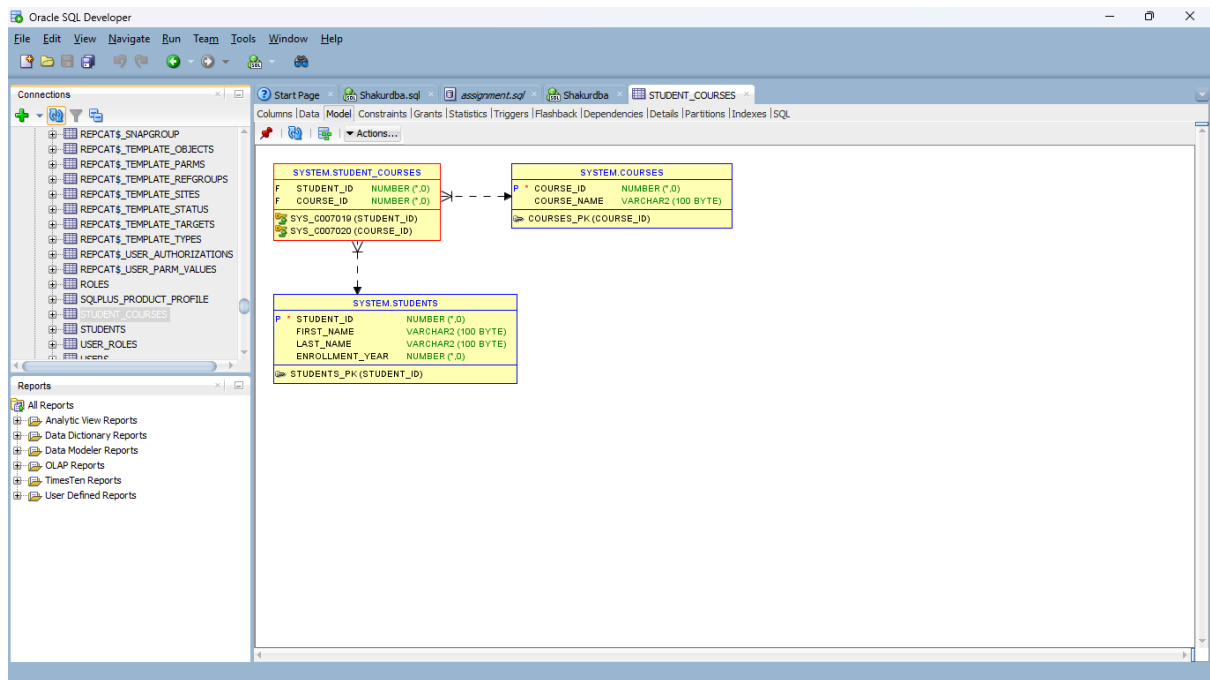 Oracle SQL Developer
File Edit View Navigate Run Team Tools Window Help
Connections
REPCAT$_SNAPGROUP
REPCAT$_TEMPLATE_OBJECTS
REPCAT$_TEMPLATE_PARMS
REPCAT$_TEMPLATE_REFGROUPS
REPCAT$_TEMPLATE_SITES
REPCAT$_TEMPLATE_STATUS
REPCAT$_TEMPLATE_TARGETS
REPCAT$_TEMPLATE_TYPES
REPCAT$_USER_AUTHORIZATIONS
REPCAT$_USER_PARM_VALUES
ROLES
SQLPLUS_PRODUCT_PROFILE
STUDENT_COURSES
STUDENTS
USER_ROLES
USERS
Reports
All Reports
Analytic View Reports
Data Dictionary Reports
Data Modeler Reports
OLAP Reports
TimesTen Reports
User Defined Reports
Start Page Shakurdba.sql assignment.sql Shakurdba STUDENT_COURSES
Columns |Data |Model |Constraints |Grants |Statistics |Triggers |Flashback |Dependencies |Details |Partitions |Indexes |SQL
Actions...
SYSTEM.STUDENT_COURSES
F STUDENT_ID NUMBER (*,0)
F COURSE_ID NUMBER (*,0)
SYS_C007019 (STUDENT_ID)
SYS_C007020 (COURSE_ID)
SYSTEM.COURSES
P * COURSE_ID NUMBER (*,0)
COURSE_NAME VARCHAR2 (100 BYTE)
COURSES_PK (COURSE_ID)
SYSTEM.STUDENTS
P * STUDENT_ID NUMBER (*,0)
FIRST_NAME VARCHAR2 (100 BYTE)
LAST_NAME VARCHAR2 (100 BYTE)
ENROLLMENT_YEAR NUMBER (*,0)
STUDENTS_PK (STUDENT_ID)